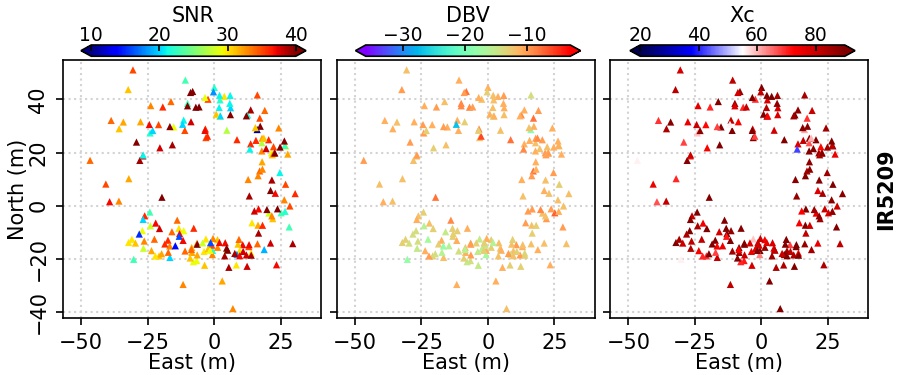 SNR DBV Xc
10 20 30 40 −30 −20 −10 20 40 60 80
40
20
0
−20
−40
North (m)
−50 −25 0 25 −50 −25 0 25 −50 −25 0 25
East (m) East (m) East (m)
IR5209